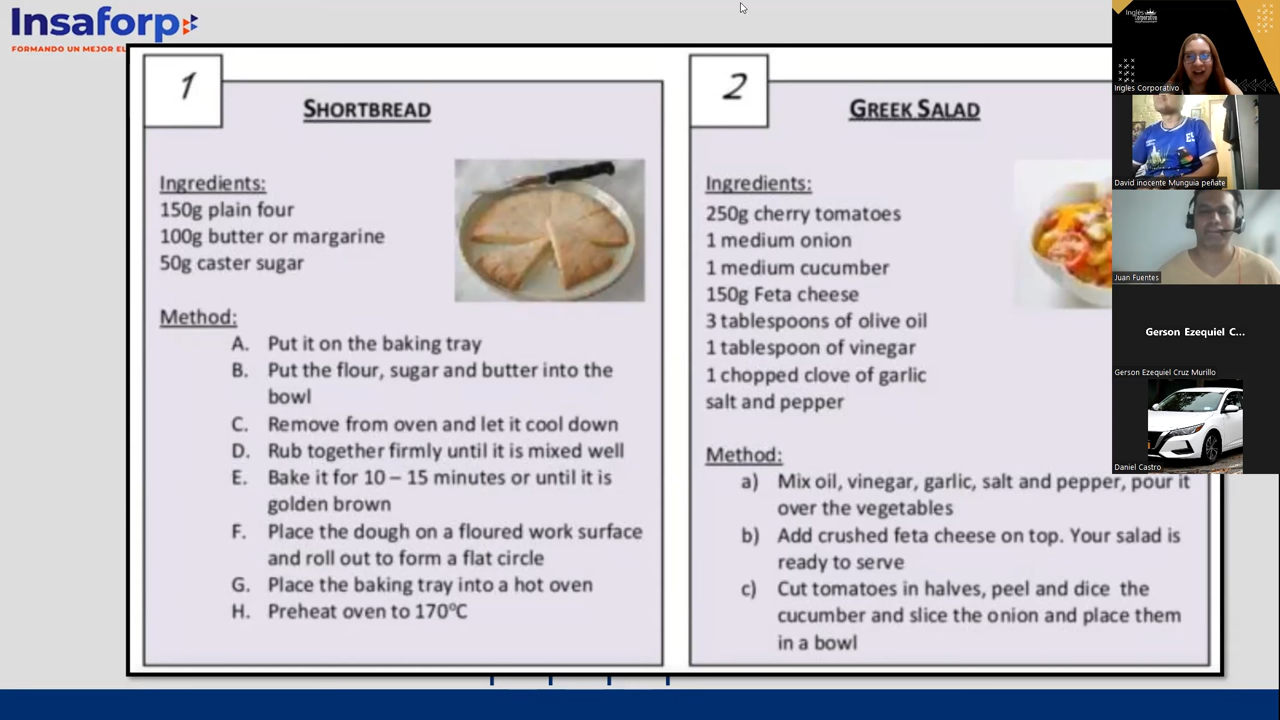 Insaforp
FORMANDO UN MEJOR EL
1
SHORTBREAD
Ingredients:
150g plain four
100g butter or margarine
50g caster sugar
Method:
A. Put it on the baking tray
B. Put the flour, sugar and butter into the
bowl
C. Remove from oven and let it cool down
D. Rub together firmly until it is mixed well
E. Bake it for 10 – 15 minutes or until it is
golden brown
F. Place the dough on a floured work surface
and roll out to form a flat circle
G. Place the baking tray into a hot oven
H. Preheat oven to 170ºC
2
GREEK SALAD
Ingredients:
250g cherry tomatoes
1 medium onion
1 medium cucumber
150g Feta cheese
3 tablespoons of olive oil
1 tablespoon of vinegar
1 chopped clove of garlic
salt and pepper
Method:
a) Mix oil, vinegar, garlic, salt and pepper, pour it
over the vegetables
b) Add crushed feta cheese on top. Your salad is
ready to serve
c) Cut tomatoes in halves, peel and dice the
cucumber and slice the onion and place them
in a bowl
Inglés
Corporativo
Ingles Corporativo
David inocente Munguia peñate
Juan Fuentes
Gerson Ezequiel C...
Gerson Ezequiel Cruz Murillo
Daniel Castro